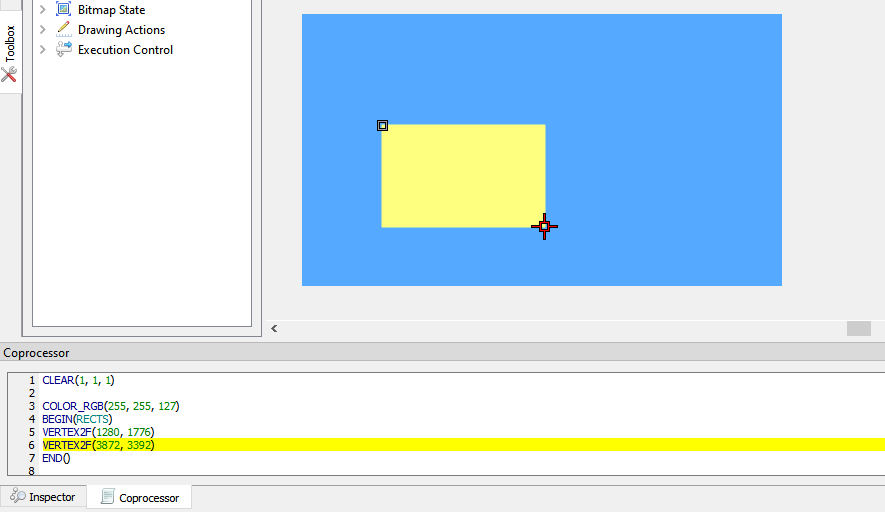 Bitmap State
Drawing Actions
Execution Control
Toolbox
Coprocessor
1 CLEAR(1, 1, 1)
2
3 COLOR_RGB(255, 255, 127)
4 BEGIN(RECTS)
5 VERTEX2F(1280, 1776)
6 VERTEX2F(3872, 3392)
7 END()
8
Inspector
Coprocessor